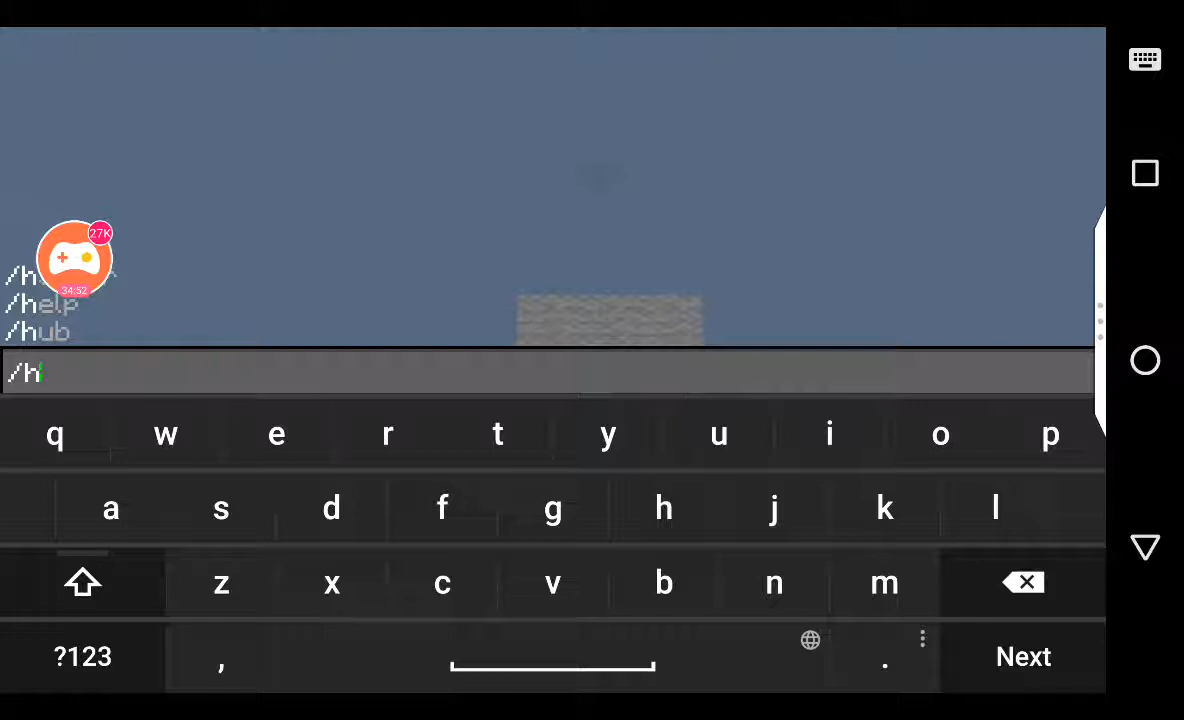 27K
34:52
/h
/help
/hub
/h
q w e r t y u i o p
a s d f g h j k l
z x c v b n m
?123 , . Next